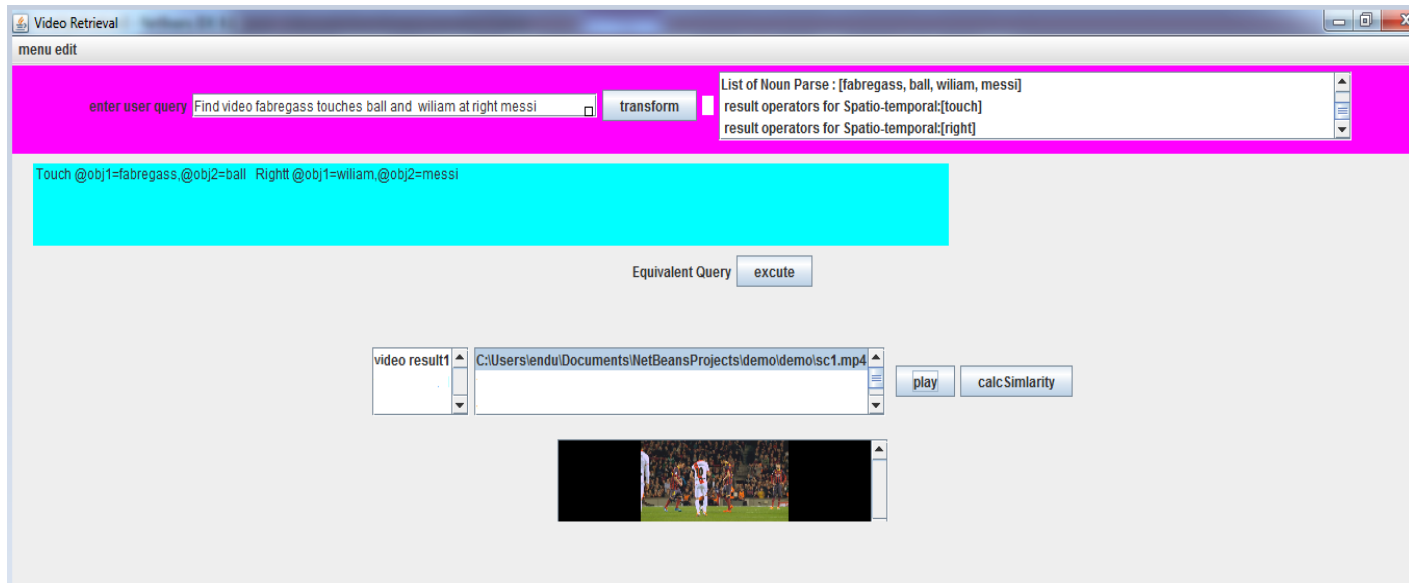 Video Retrieval
menu edit
enter user query Find video fabregass touches ball and  wiliam at right messi transform
List of Noun Parse : [fabregass, ball, wiliam, messi]
result operators for Spatio-temporal:[touch]
result operators for Spatio-temporal:[right]
Touch @obj1=fabregass,@obj2=ball   Rightt @obj1=wiliam,@obj2=messi
Equivalent Query excute
video result1 C:\Users\endu\Documents\NetBeansProjects\demo\demo\sc1.mp4
play calcSimlarity